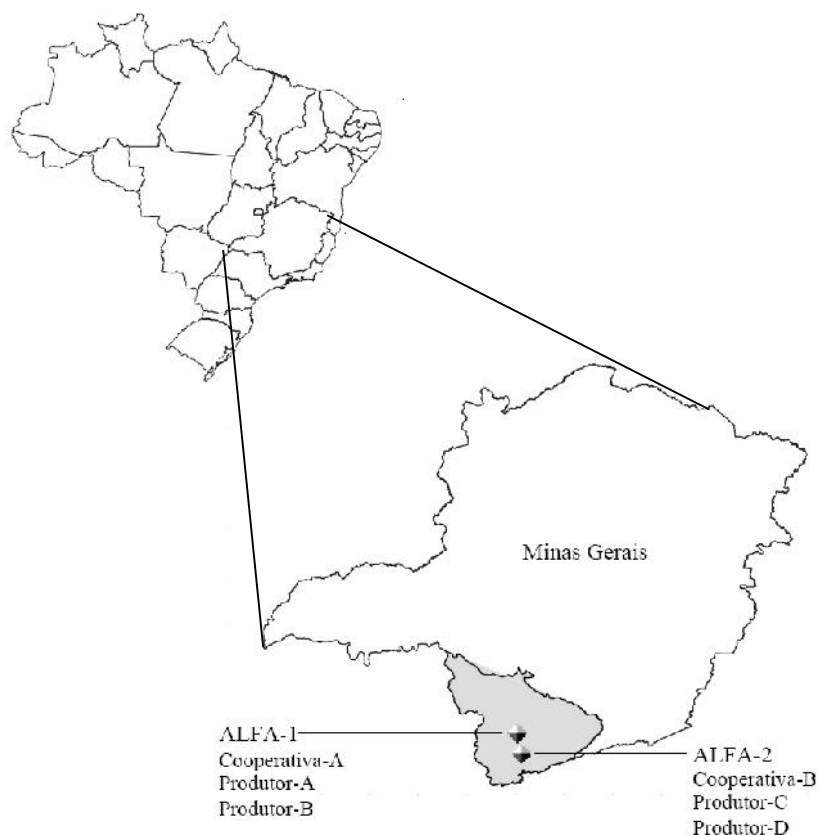 Minas Gerais
ALFA-1
Cooperativa-A
Produtor-A
Produtor-B
ALFA-2
Cooperativa-B
Produtor-C
Produtor-D